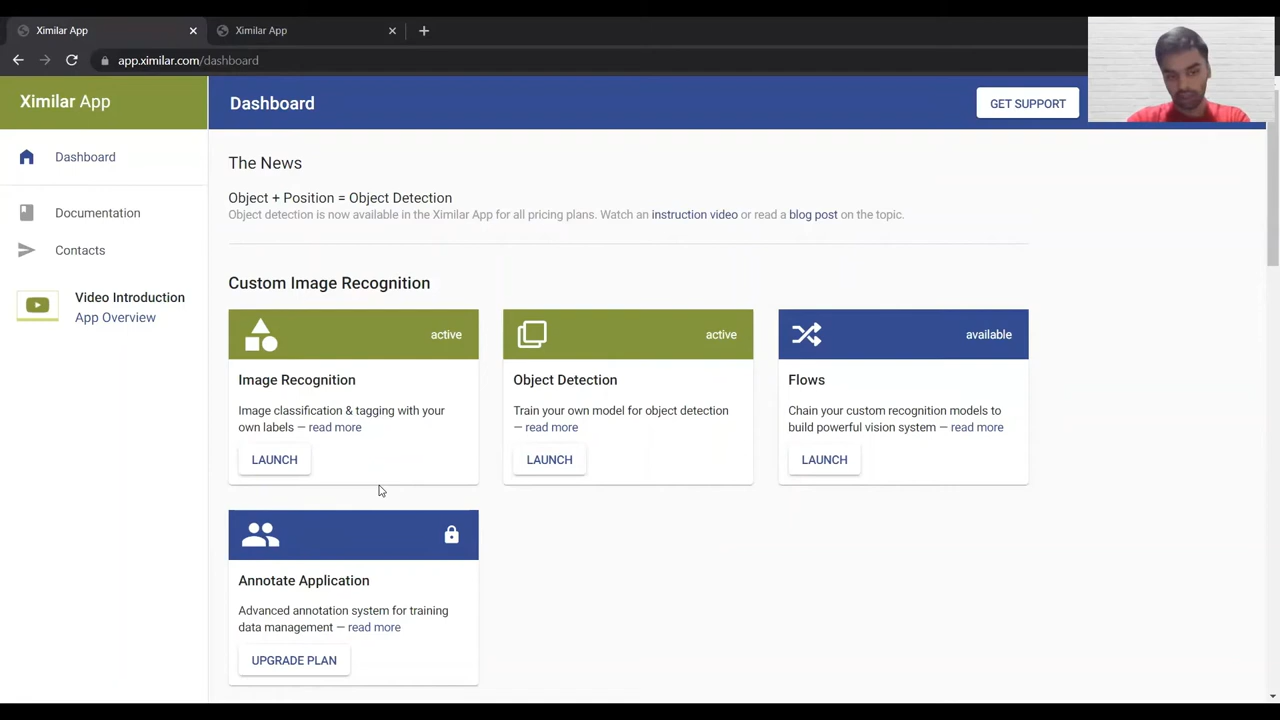 Ximilar App
Ximilar App
app.ximilar.com/dashboard
Ximilar App
Dashboard
GET SUPPORT
Dashboard
Documentation
Contacts
Video Introduction
App Overview
The News
Object + Position = Object Detection
Object detection is now available in the Ximilar App for all pricing plans. Watch an instruction video or read a blog post on the topic.
Custom Image Recognition
active
Image Recognition
Image classification & tagging with your
own labels — read more
LAUNCH
active
Object Detection
Train your own model for object detection
— read more
LAUNCH
available
Flows
Chain your custom recognition models to
build powerful vision system — read more
LAUNCH
Annotate Application
Advanced annotation system for training
data management — read more
UPGRADE PLAN